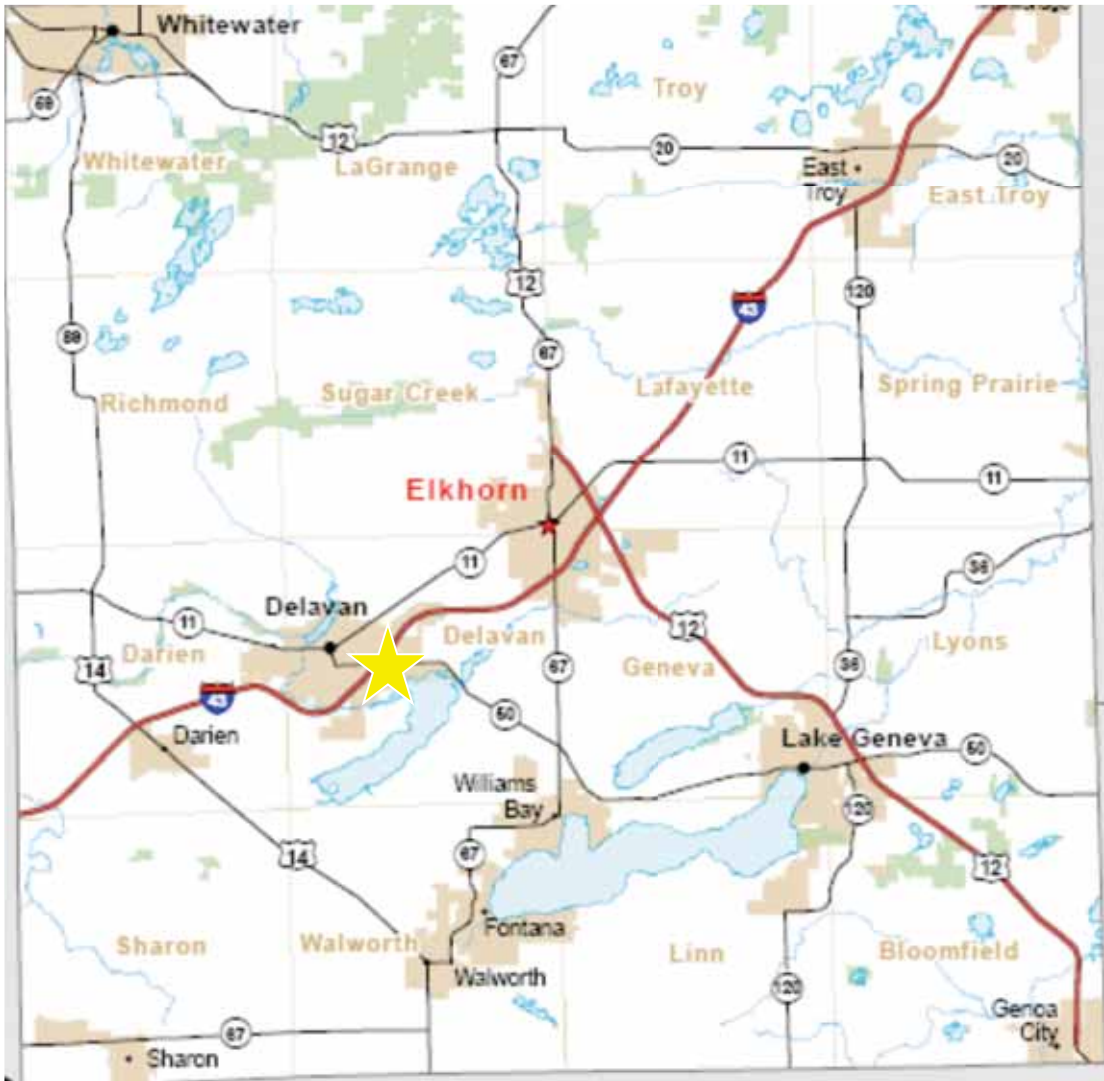 Whitewater
67
Troy
89
12
Whitewater
LaGrange
20
20
East
Troy
East Troy
12
120
43
89
67
Richmond
Sugar Creek
Lafayette
Spring Prairie
11
11
Elkhorn
11
36
Delavan
11
Darien
Delavan
12
Geneva
Lyons
14
67
36
43
50
Darien
Lake Geneva
50
Williams
Bay
120
67
14
12
Fontana
Sharon
Walworth
Linn
Bloomfield
Walworth
120
Genoa
City
67
Sharon